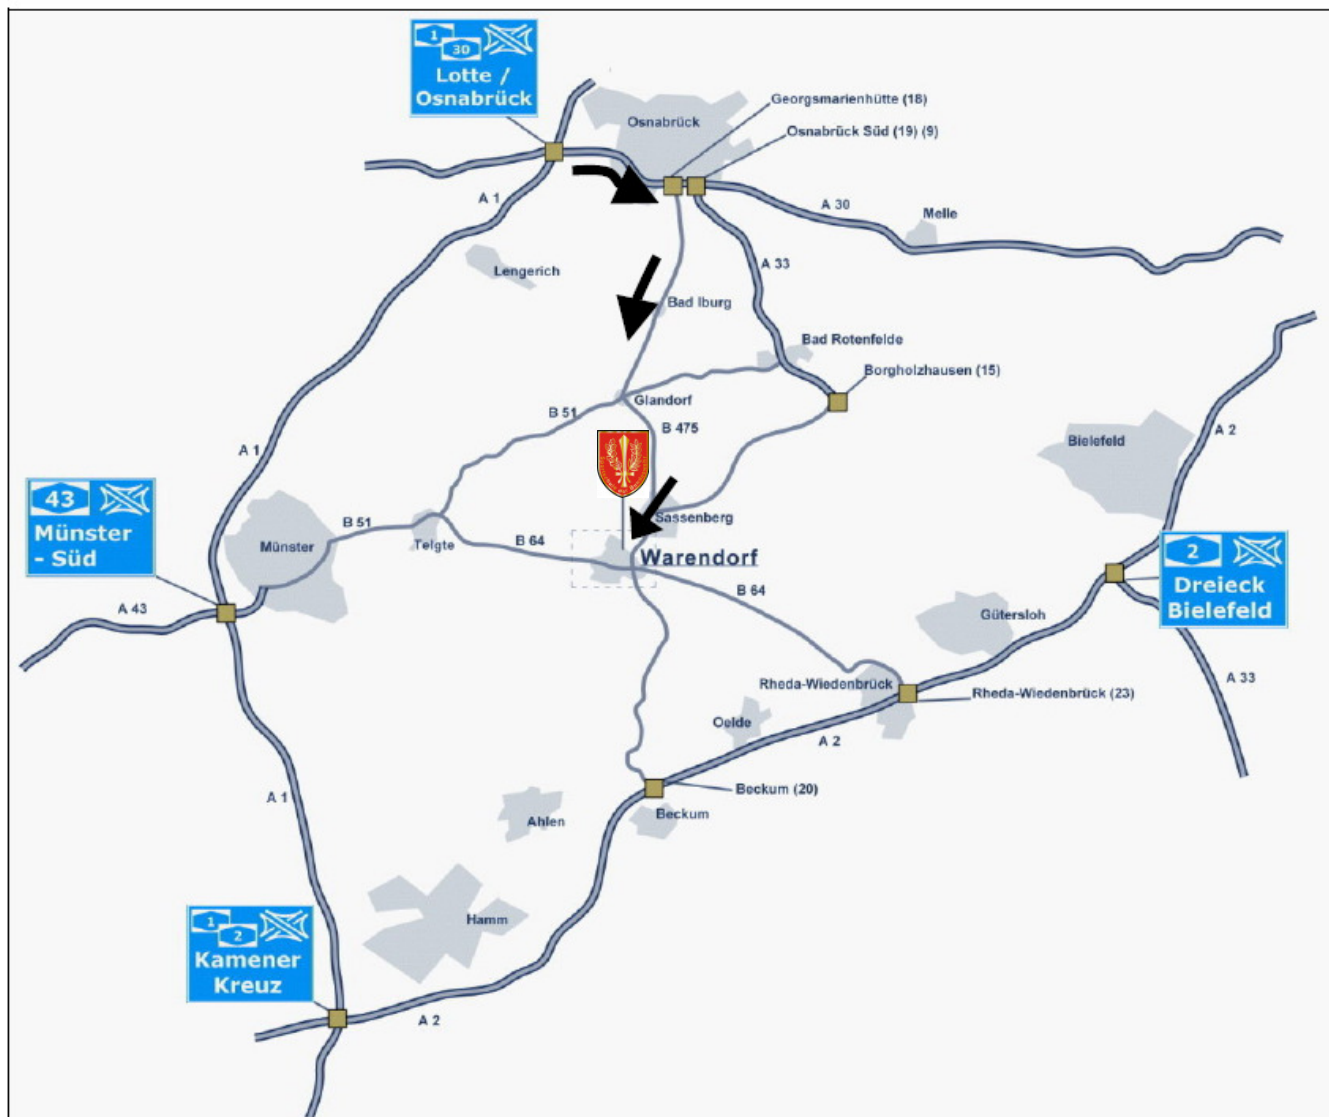 1
30
Lotte /
Osnabrück
Georgsmarienhütte (18)
Osnabrück
Osnabrück Süd (19) (9)
A 1
A 30
Melle
Lengerich
A 33
Bad Iburg
Bad Rotenfelde
Borgholzhausen (15)
Glandorf
B 51
B 475
A 1
Bielefeld
A 2
43
Münster
- Süd
B 51
Münster
Telgte
Sassenberg
B 64
Warendorf
2
Dreieck
Bielefeld
B 64
A 43
Gütersloh
Rheda-Wiedenbrück
Rheda-Wiedenbrück (23)
A 33
Oelde
A 2
A 1
Beckum (20)
Ahlen
Beckum
Hamm
1
2
Kamener
Kreuz
A 2